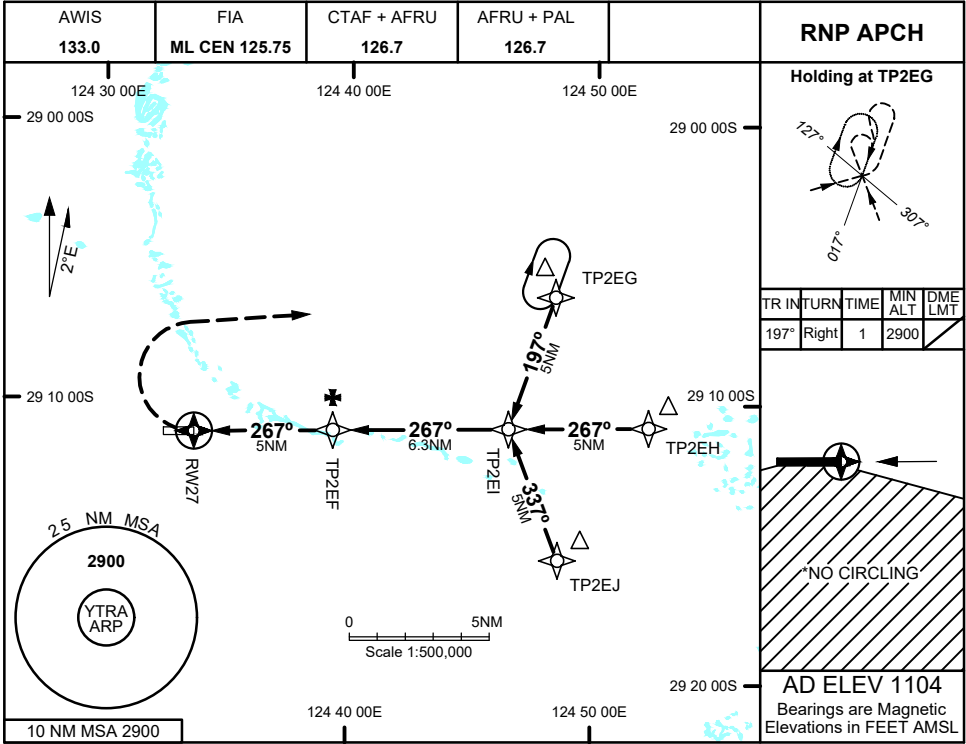 AWIS
133.0
FIA
ML CEN 125.75
CTAF + AFRU
126.7
AFRU + PAL
126.7
RNP APCH
Holding at TP2EG
127°
307°
017°
TR IN TURN TIME MIN ALT DME LMT
197° Right 1 2900
124 30 00E
124 40 00E
124 50 00E
29 00 00S
29 00 00S
2°E
TP2EG
197°
5NM
29 10 00S
29 10 00S
267°
5NM
267°
6.3NM
267°
5NM
RW27
TP2EF
TP2EI
TP2EH
337°
5NM
TP2EJ
25 NM MSA
2900
YTRA
ARP
0 5NM
Scale 1:500,000
*NO CIRCLING
29 20 00S
124 40 00E
124 50 00E
10 NM MSA 2900
AD ELEV 1104
Bearings are Magnetic
Elevations in FEET AMSL